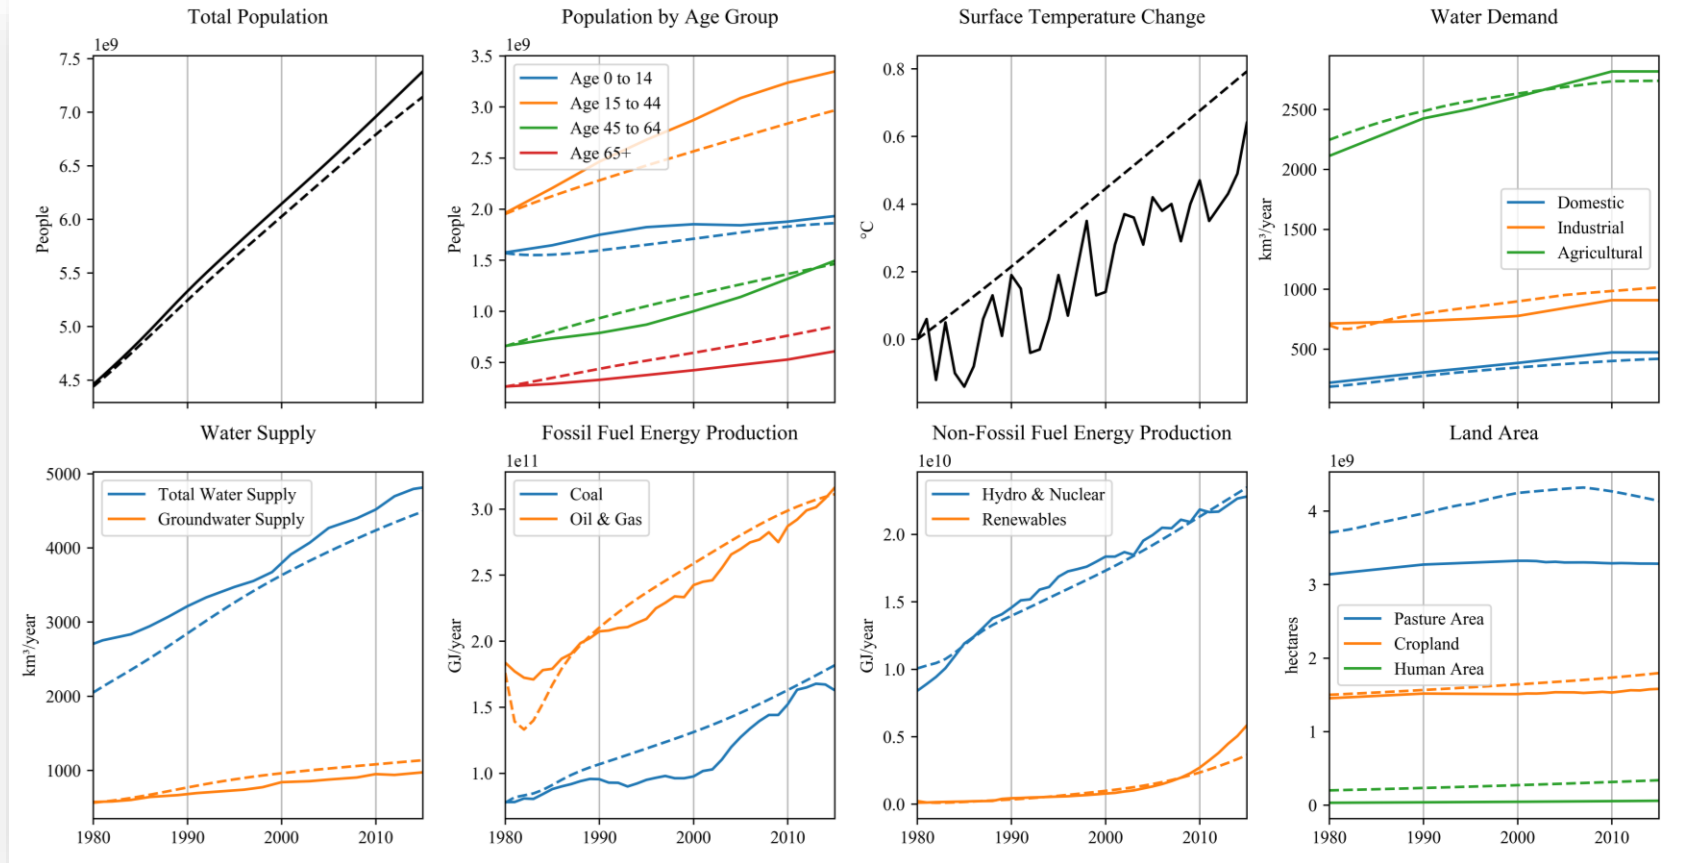 Total Population
1e9
7.5
7.0
6.5
6.0
5.5
5.0
4.5
People
Population by Age Group
1e9
3.5
3.0
2.5
2.0
1.5
1.0
0.5
People
Age 0 to 14
Age 15 to 44
Age 45 to 64
Age 65+
Surface Temperature Change
0.8
0.6
0.4
0.2
0.0
°C
Water Demand
2500
2000
1500
1000
500
km³/year
Domestic
Industrial
Agricultural
Water Supply
5000
4000
3000
2000
1000
km³/year
Total Water Supply
Groundwater Supply
1980 1990 2000 2010
Fossil Fuel Energy Production
1e11
3.0
2.5
2.0
1.5
1.0
GJ/year
Coal
Oil & Gas
1980 1990 2000 2010
Non-Fossil Fuel Energy Production
1e10
2.0
1.5
1.0
0.5
0.0
GJ/year
Hydro & Nuclear
Renewables
1980 1990 2000 2010
Land Area
1e9
4
3
2
1
0
hectares
Pasture Area
Cropland
Human Area
1980 1990 2000 2010